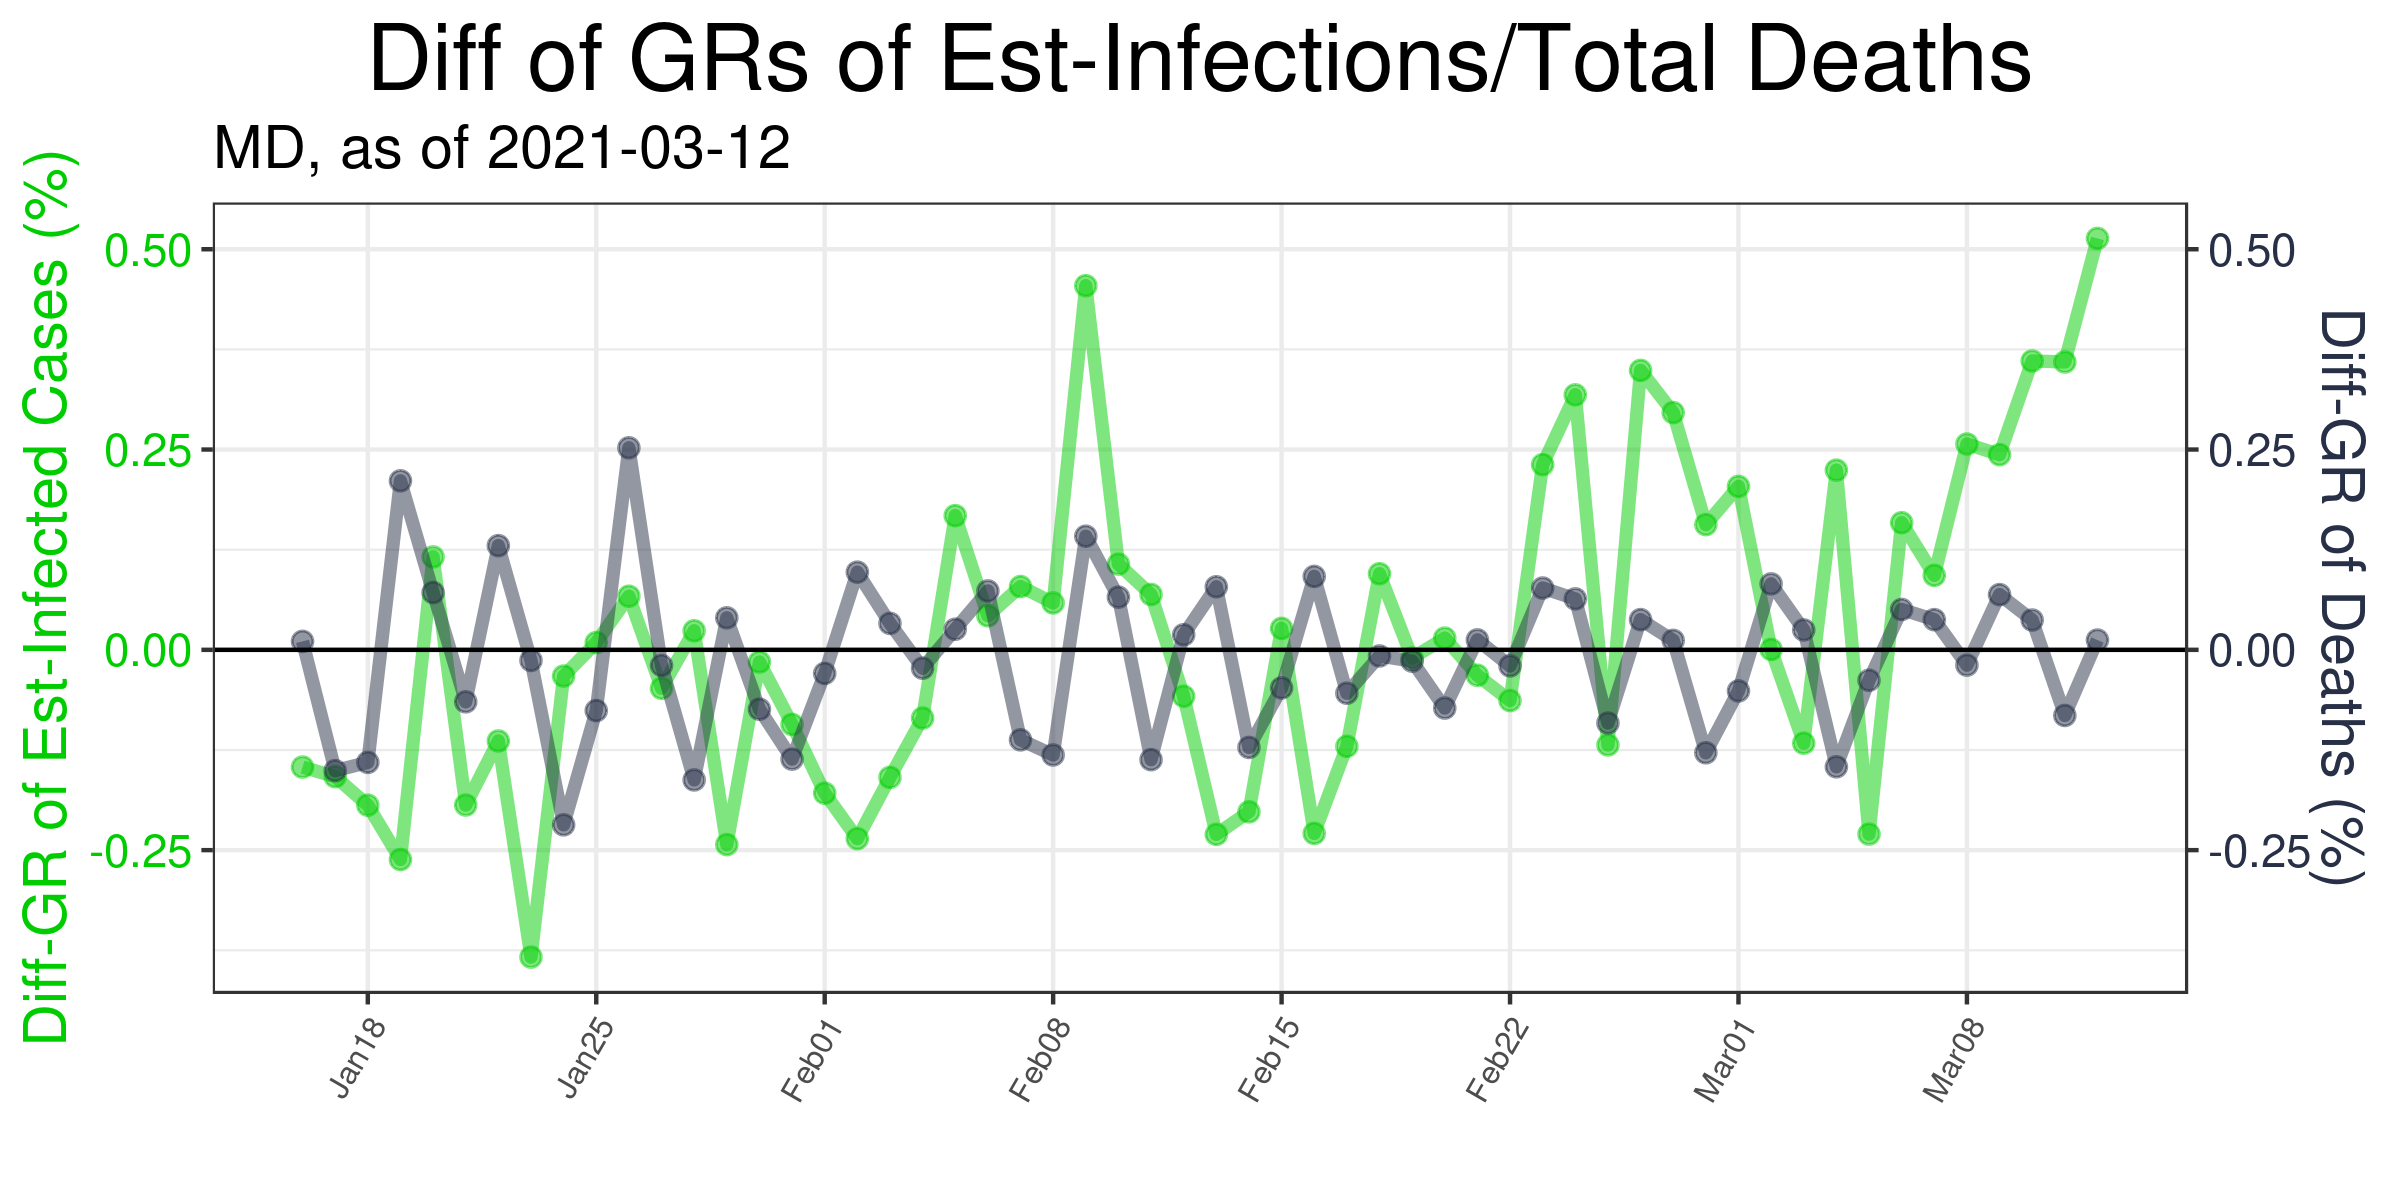 Diff of GRs of Est-Infections/Total Deaths
MD, as of 2021-03-12
Diff-GR of Est-Infected Cases (%)
0.50
0.25
0.00
-0.25
0.50
0.25
0.00
-0.25
Diff-GR of Deaths (%)
Jan18
Jan25
Feb01
Feb08
Feb15
Feb22
Mar01
Mar08